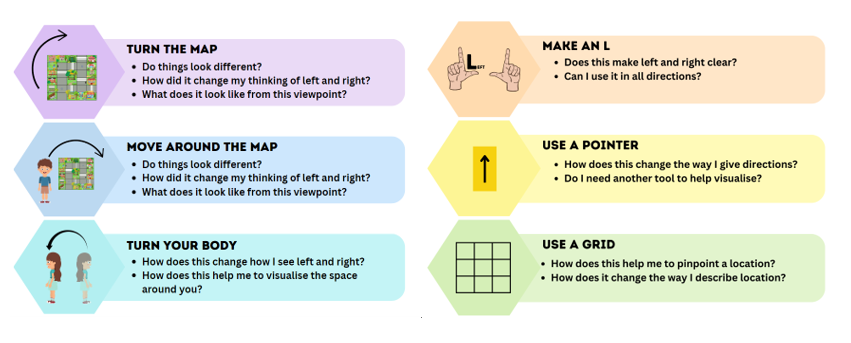 TURN THE MAP
• Do things look different?
• How did it change my thinking of left and right?
• What does it look like from this viewpoint?
MOVE AROUND THE MAP
• Do things look different?
• How did it change my thinking of left and right?
• What does it look like from this viewpoint?
TURN YOUR BODY
• How does this change how I see left and right?
• How does this help me to visualise the space
around you?
LEFT
MAKE AN L
• Does this make left and right clear?
• Can I use it in all directions?
USE A POINTER
• How does this change the way I give directions?
• Do I need another tool to help visualise?
USE A GRID
• How does this help me to pinpoint a location?
• How does it change the way I describe location?